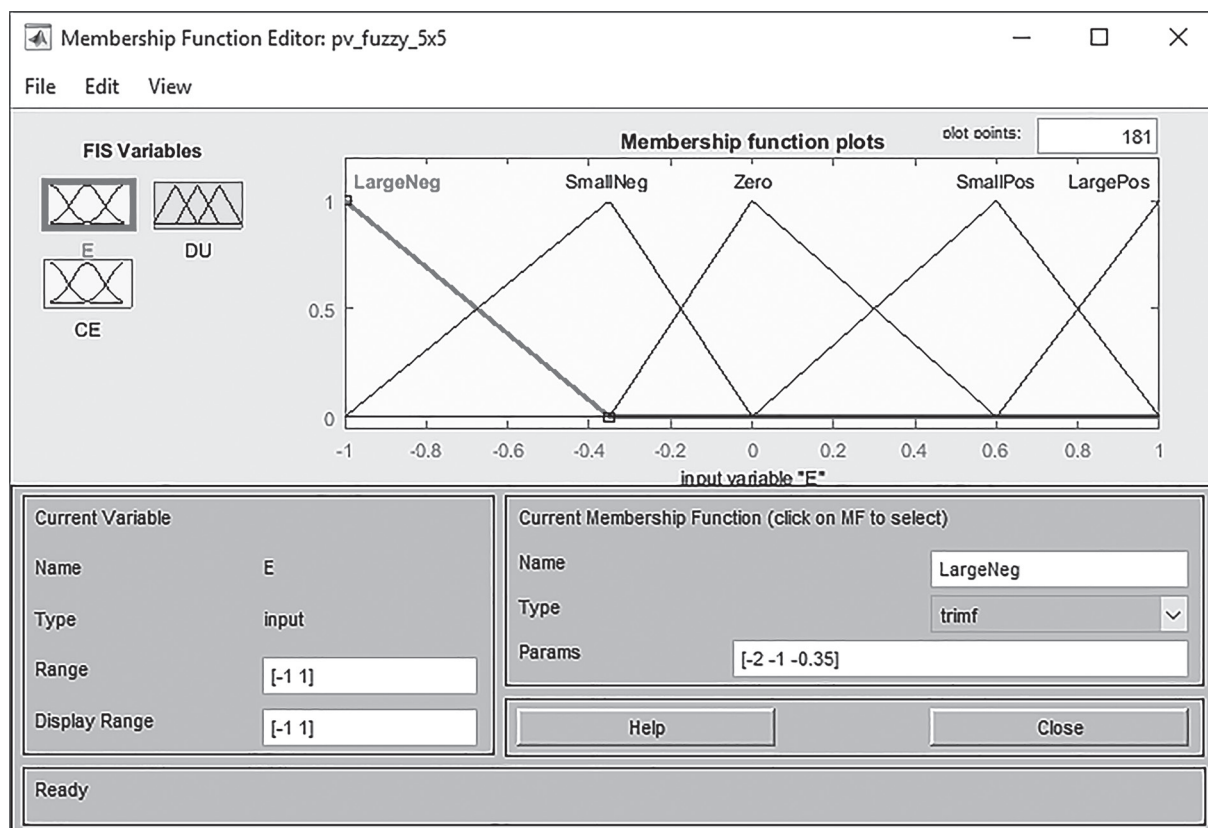 Membership Function Editor: pv_fuzzy_5x5
File Edit View
FIS Variables
E
DU
CE
Membership function plots
plot points:
181
LargeNeg SmallNeg Zero SmallPos LargePos
1
0.5
0
-1 -0.8 -0.6 -0.4 -0.2 0 0.2 0.4 0.6 0.8 1
input variable "E"
Current Variable
Name E
Type input
Range [-1 1]
Display Range [-1 1]
Current Membership Function (click on MF to select)
Name LargeNeg
Type trimf
Params [-2 -1 -0.35]
Help Close
Ready